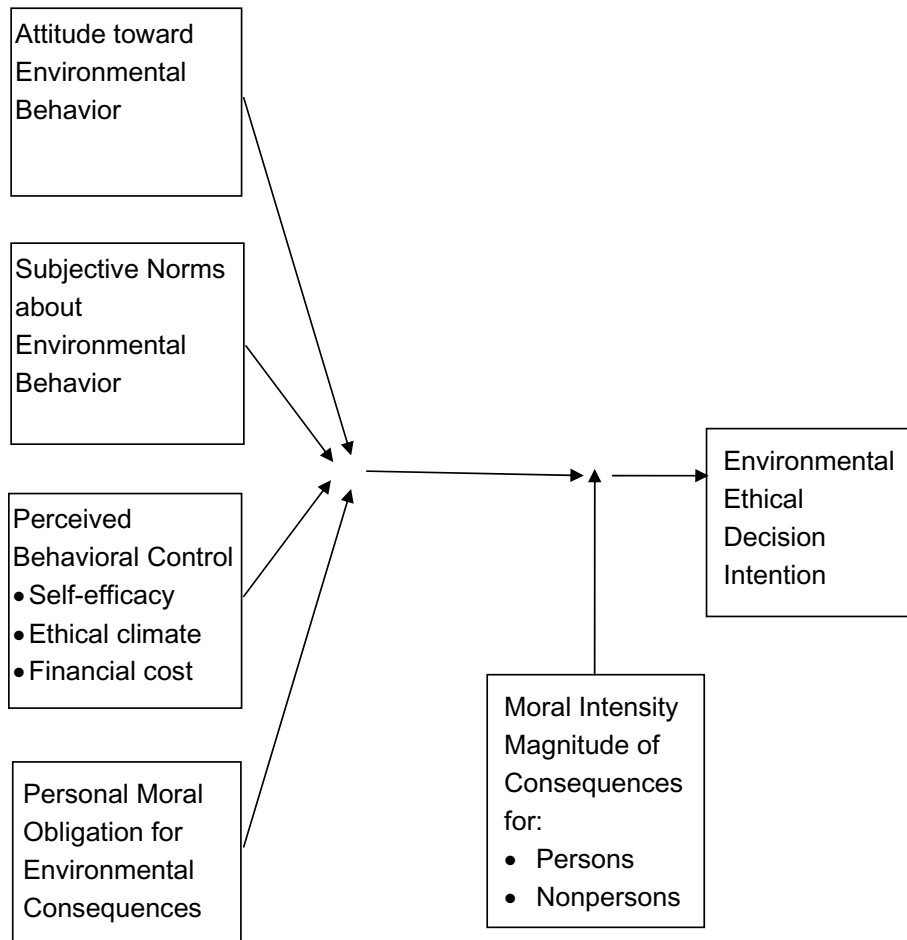 Attitude toward
Environmental
Behavior
Subjective Norms
about
Environmental
Behavior
Perceived
Behavioral Control
• Self-efficacy
• Ethical climate
• Financial cost
Personal Moral
Obligation for
Environmental
Consequences
Moral Intensity
Magnitude of
Consequences
for:
• Persons
• Nonpersons
Environmental
Ethical
Decision
Intention